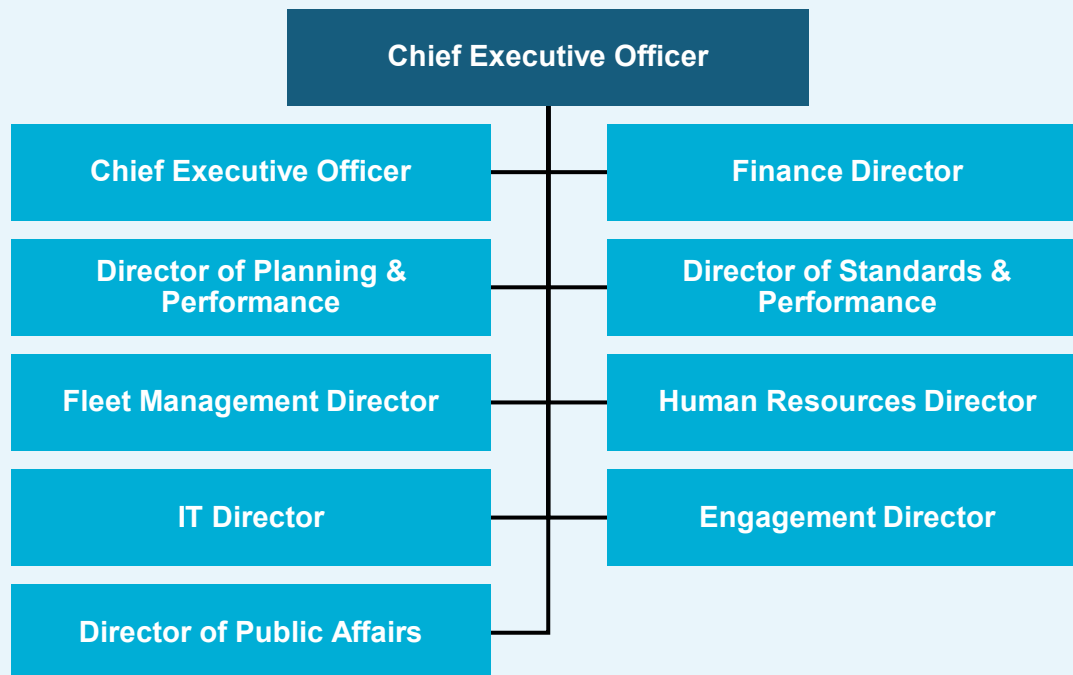 Chief Executive Officer
Chief Executive Officer
Finance Director
Director of Planning &
Performance
Director of Standards &
Performance
Fleet Management Director
Human Resources Director
IT Director
Engagement Director
Director of Public Affairs